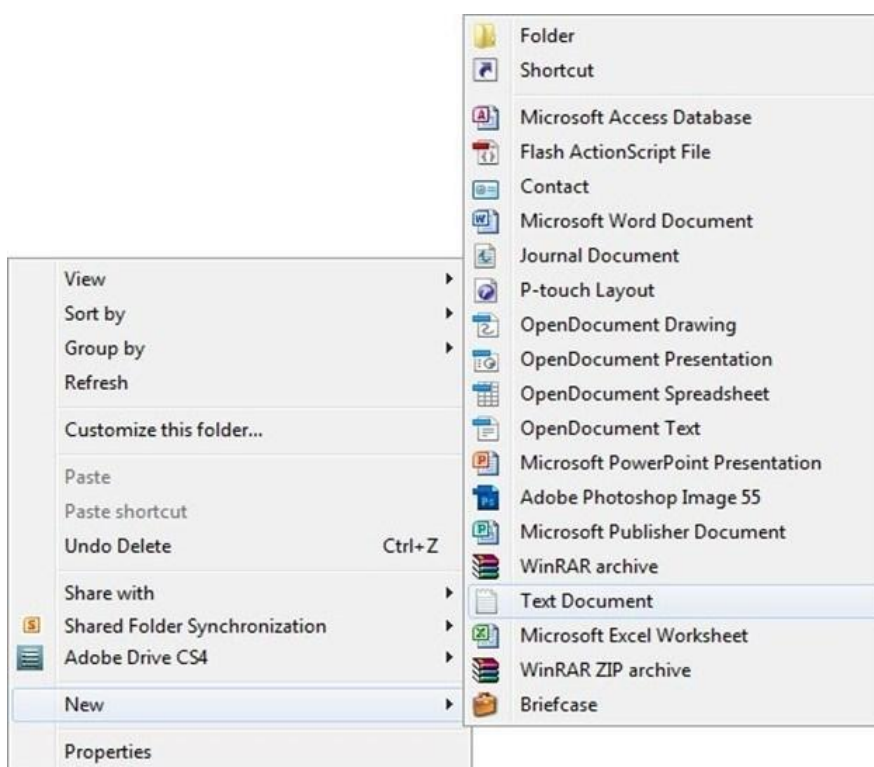 View
Sort by
Group by
Refresh
Customize this folder...
Paste
Paste shortcut
Undo Delete Ctrl+Z
Share with
Shared Folder Synchronization
Adobe Drive CS4
New
Properties
Folder
Shortcut
Microsoft Access Database
Flash ActionScript File
Contact
Microsoft Word Document
Journal Document
P-touch Layout
OpenDocument Drawing
OpenDocument Presentation
OpenDocument Spreadsheet
OpenDocument Text
Microsoft PowerPoint Presentation
Adobe Photoshop Image 55
Microsoft Publisher Document
WinRAR archive
Text Document
Microsoft Excel Worksheet
WinRAR ZIP archive
Briefcase